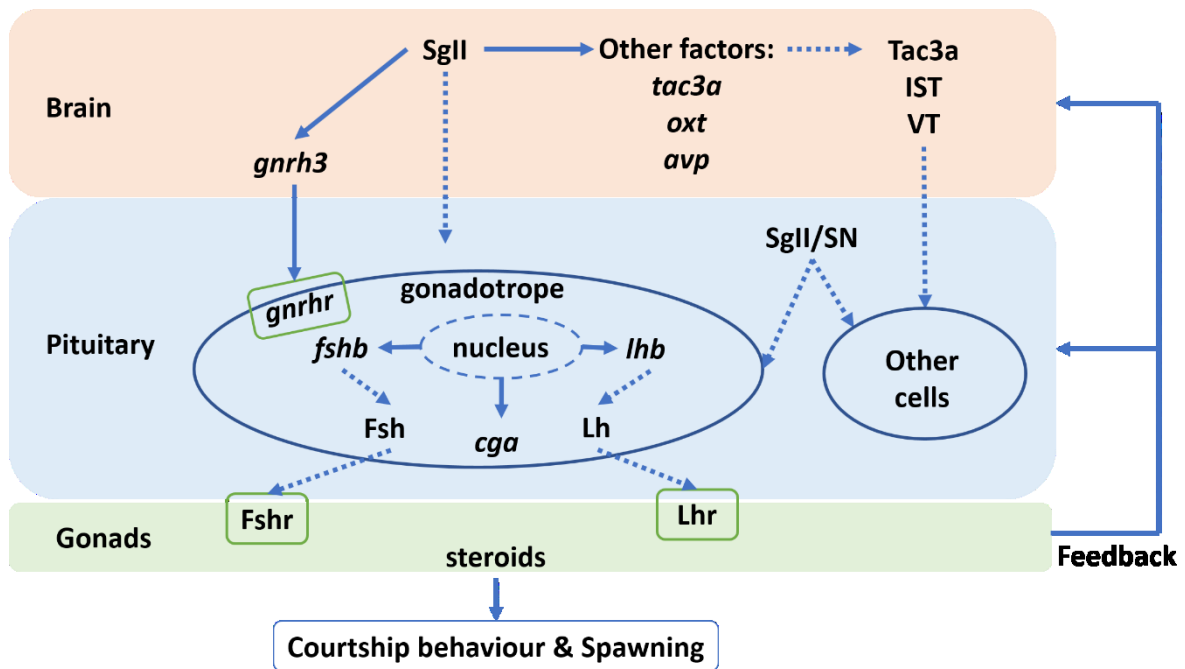 SgII
Other factors:
Tac3a
tac3a
IST
Brain
oxt
VT
gnrh3
avp
SgII/SN
gnrhr
gonadotrope
Pituitary
fshb
nucleus
lhb
Other
cells
Fsh
cga
Lh
Fshr
Lhr
Gonads
steroids
Feedback
Courtship behaviour & Spawning